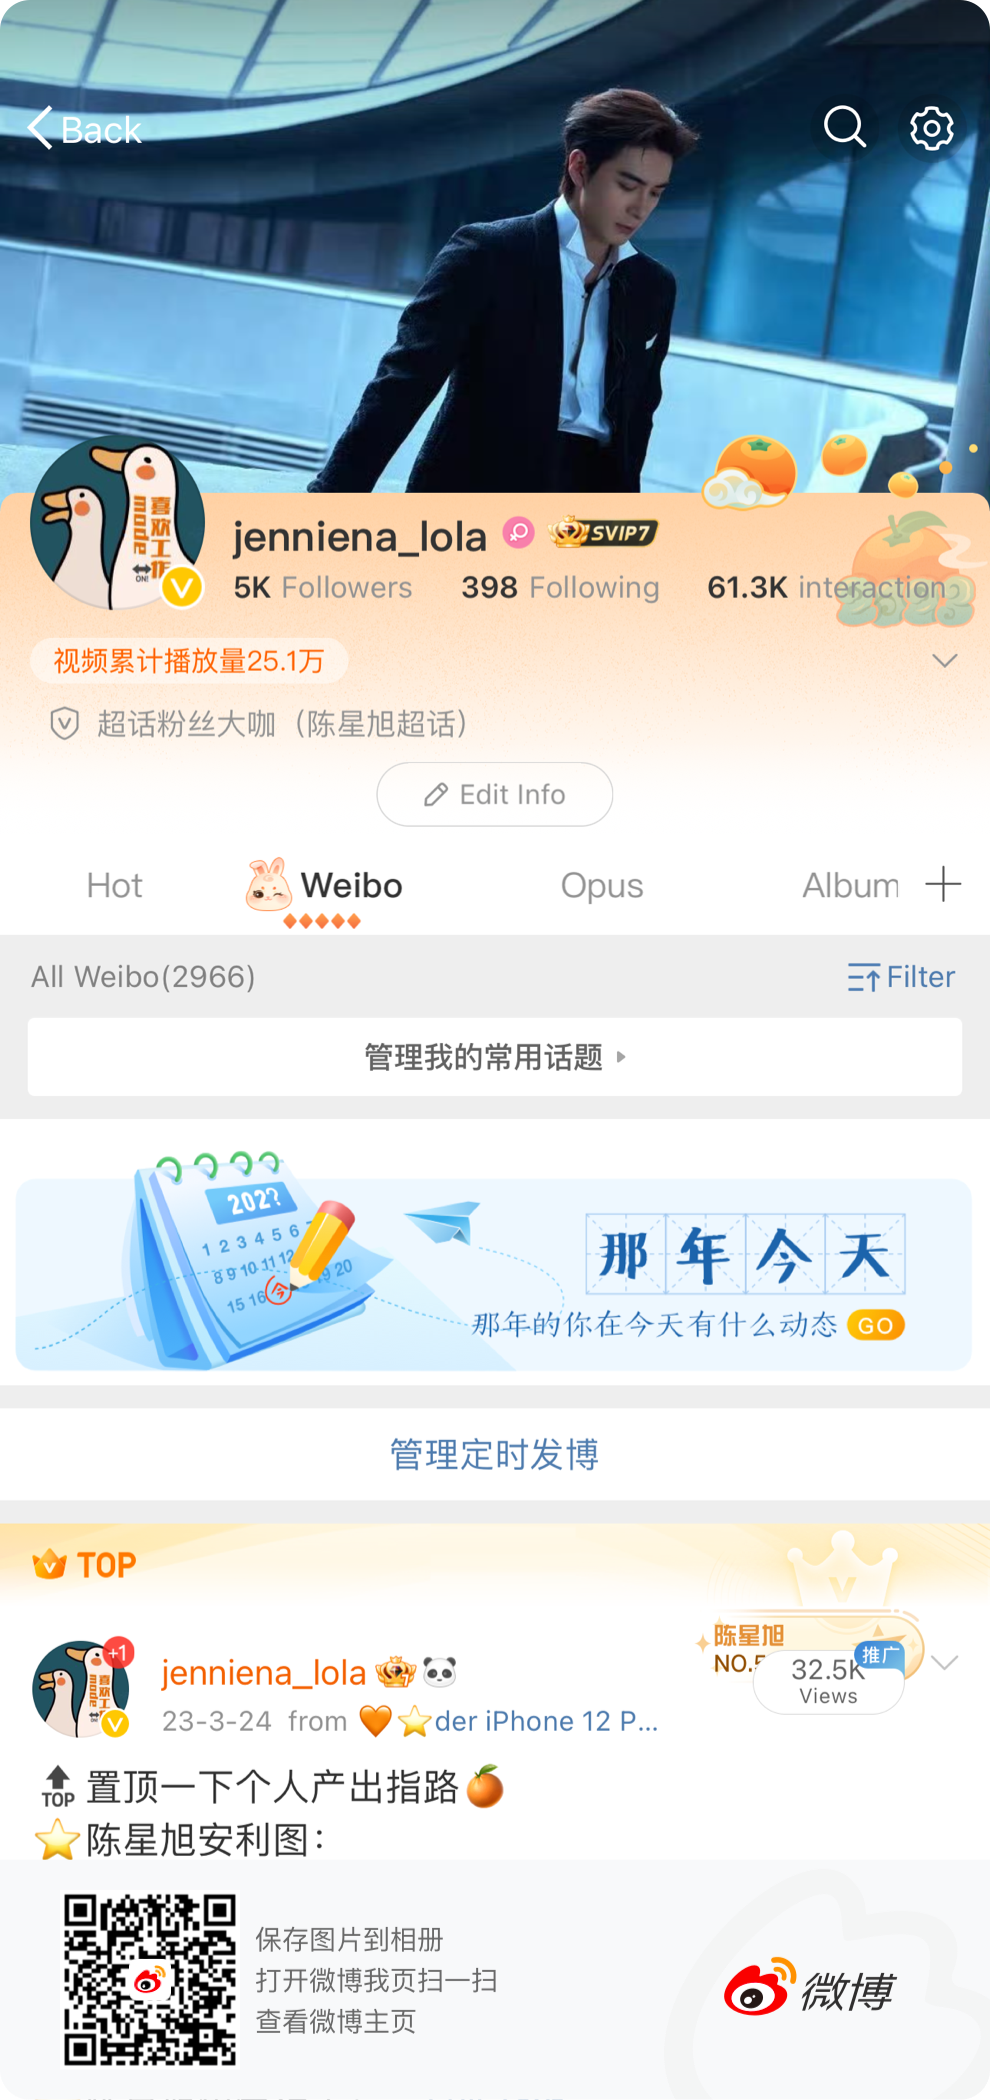 Back
jenniena_lola SVIP7
5K Followers 398 Following 61.3K interaction
喜欢工作
mode
ON!
视频累计播放量25.1万
超话粉丝大咖（陈星旭超话）
Edit Info
Hot Weibo Opus Album
All Weibo(2966) Filter
管理我的常用话题
202?
1 2 3 4 5 6
8 9 10 11 12
19 20
15 16
今
那年今天
那年的你在今天有什么动态 GO
管理定时发博
TOP
陈星旭
NO.5
推广
32.5K
Views
+1
喜欢工
mode
jenniena_lola
23-3-24 from 🧡⭐der iPhone 12 P...
TOP 置顶一下个人产出指路🍊
⭐陈星旭安利图：
保存图片到相册
打开微博我页扫一扫
查看微博主页
微博